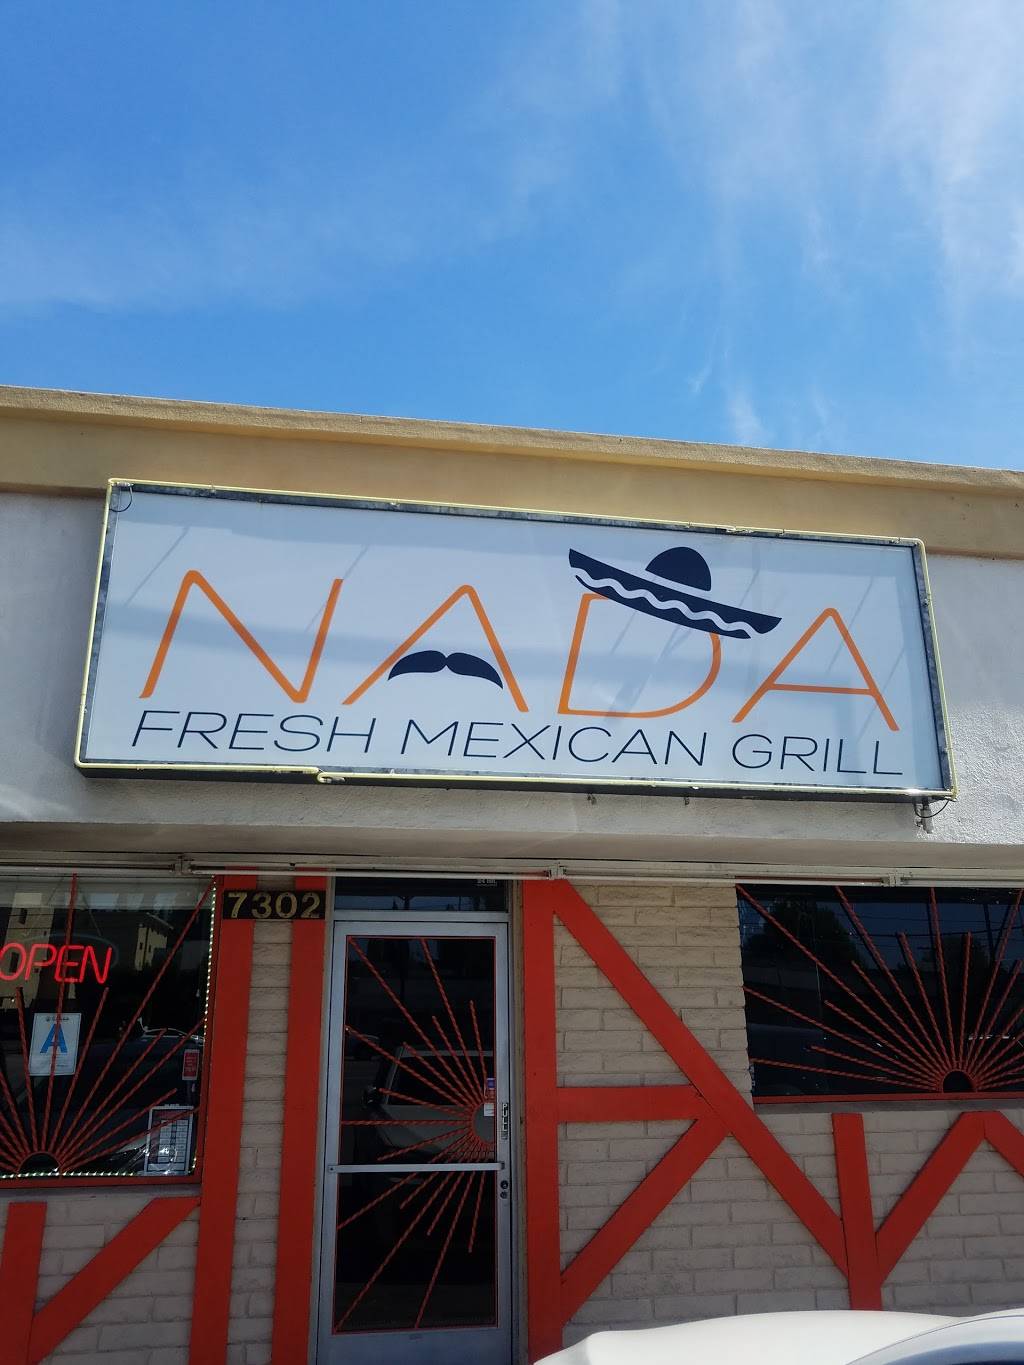 NADA
FRESH MEXICAN GRILL
7302
OPEN
A